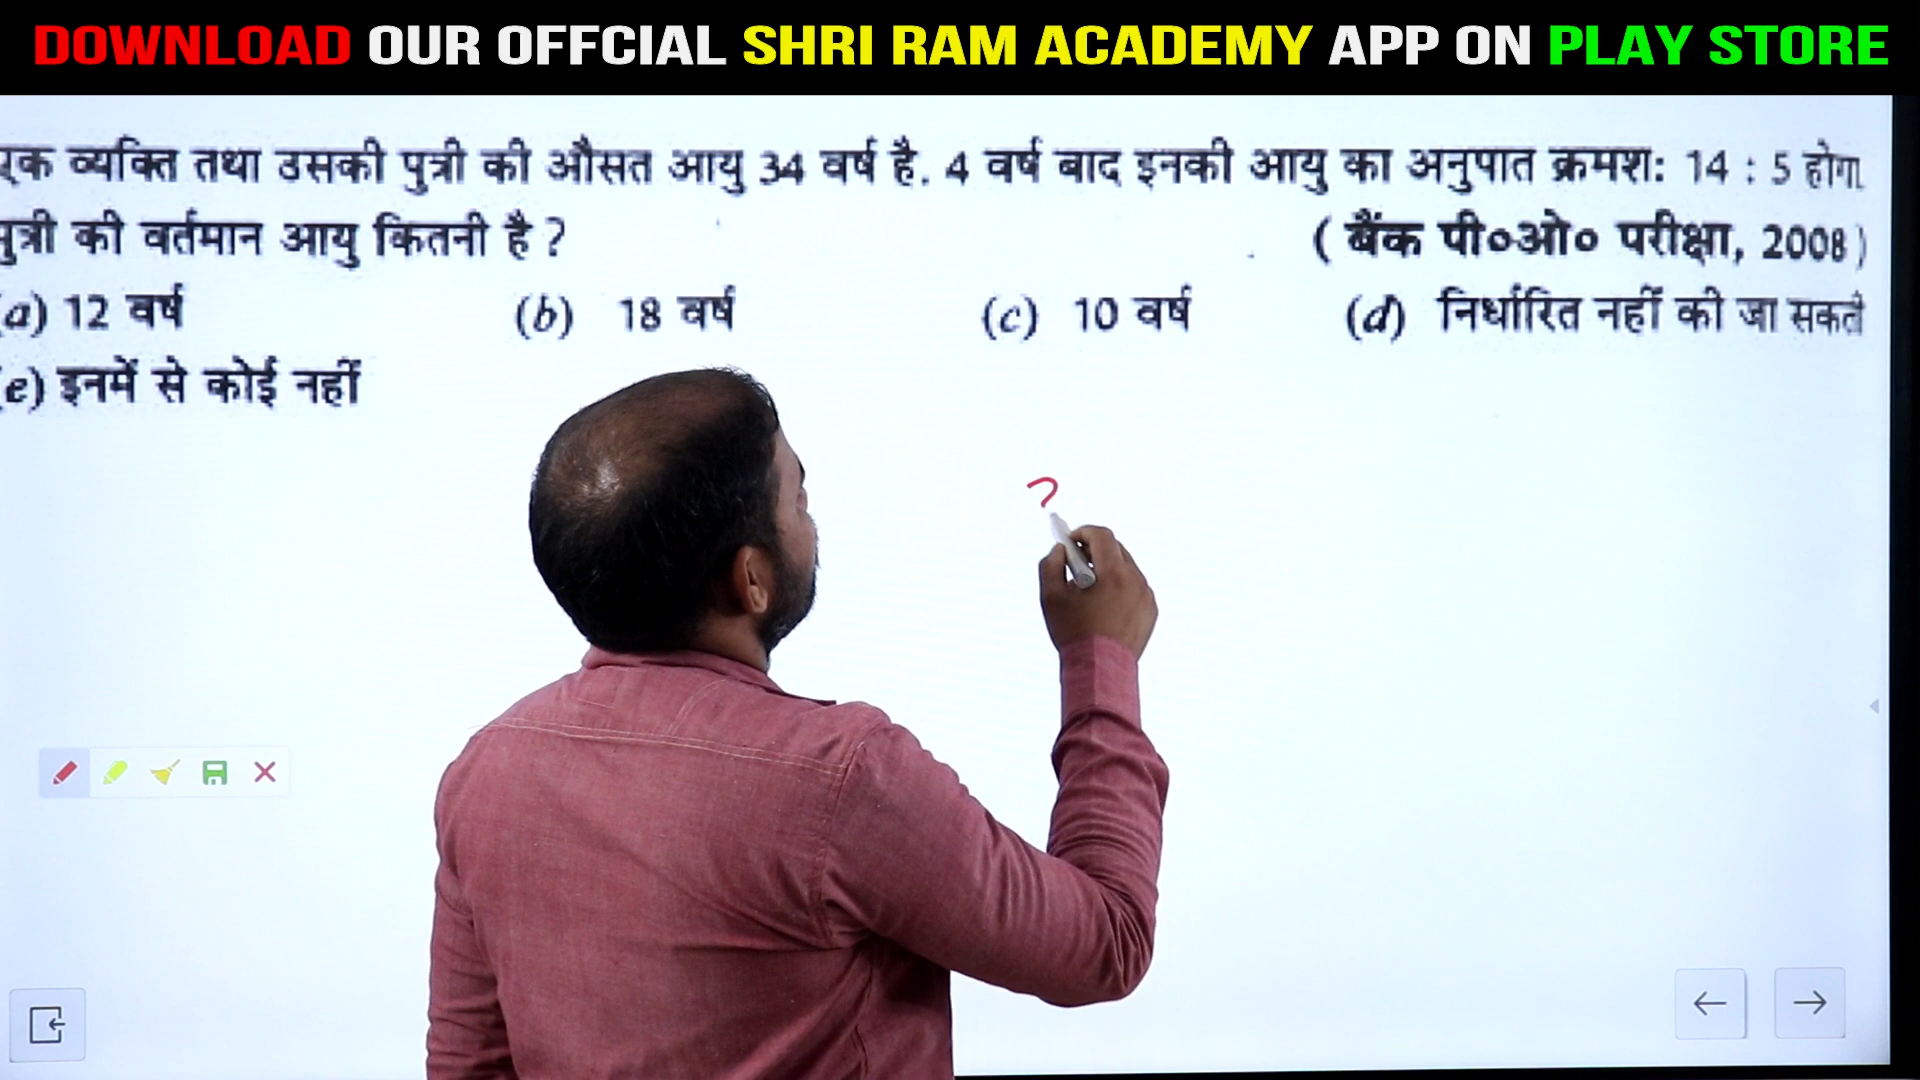 DOWNLOAD OUR OFFCIAL SHRI RAM ACADEMY APP ON PLAY STORE
एक व्यक्ति तथा उसकी पुत्री की औसत आयु 34 वर्ष है. 4 वर्ष बाद इनकी आयु का अनुपात क्रमश: 14 : 5 होगा
पुत्री की वर्तमान आयु कितनी है ? ( बैंक पी०ओ० परीक्षा, 2008 )
(a) 12 वर्ष (b) 18 वर्ष (c) 10 वर्ष (d) निर्धारित नहीं की जा सकती
(e) इनमें से कोई नहीं